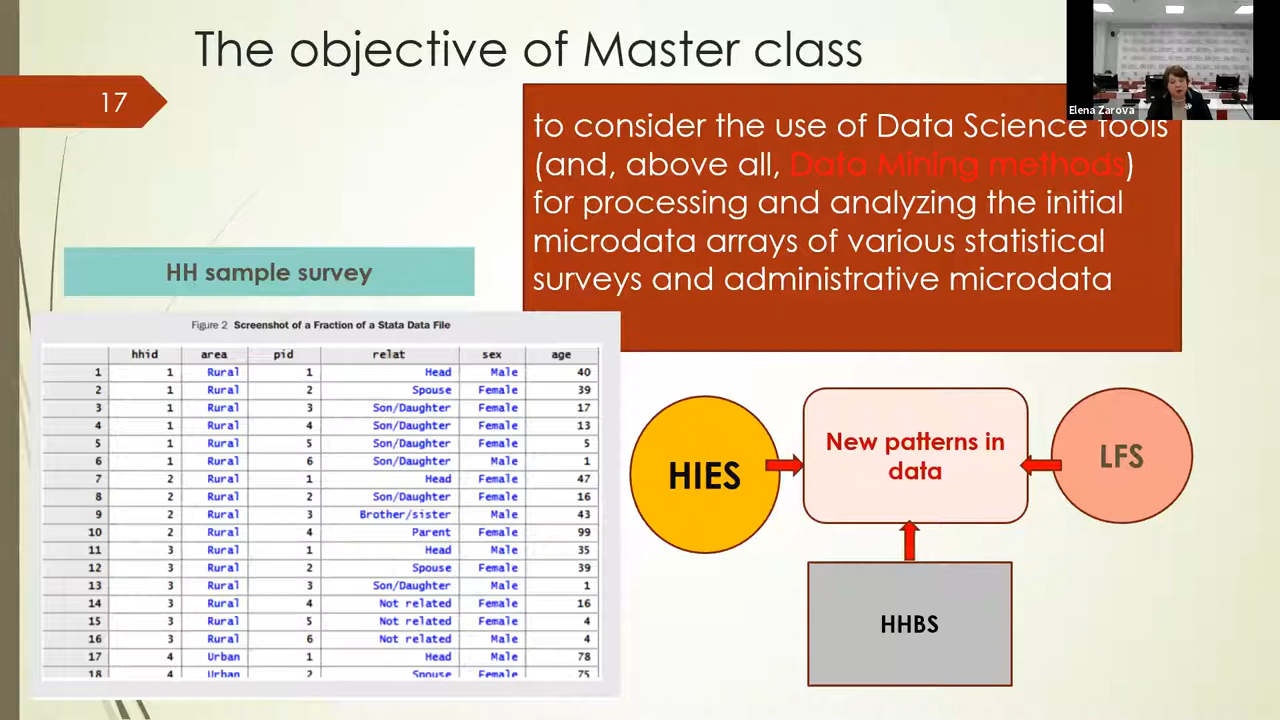 The objective of Master class
17
Elena Zarova
to consider the use of Data Science tools
(and, above all, Data Mining methods)
for processing and analyzing the initial
microdata arrays of various statistical
surveys and administrative microdata
HH sample survey
Figure 2 Screenshot of a Fraction of a Stata Data File
hhid area pid relat sex age
1 1 Rural 1 Head Male 40
2 1 Rural 2 Spouse Female 39
3 1 Rural 3 Son/Daughter Female 17
4 1 Rural 4 Son/Daughter Female 13
5 1 Rural 5 Son/Daughter Female 5
6 1 Rural 6 Son/Daughter Male 1
7 2 Rural 1 Head Female 47
8 2 Rural 2 Son/Daughter Female 16
9 2 Rural 3 Brother/sister Male 43
10 2 Rural 4 Parent Female 99
11 3 Rural 1 Head Male 35
12 3 Rural 2 Spouse Female 39
13 3 Rural 3 Son/Daughter Male 1
14 3 Rural 4 Not related Female 16
15 3 Rural 5 Not related Female 4
16 3 Rural 6 Not related Male 4
17 4 Urban 1 Head Male 78
18 4 Urban 2 Spouse Female 75
HIES
New patterns in
data
LFS
HHBS